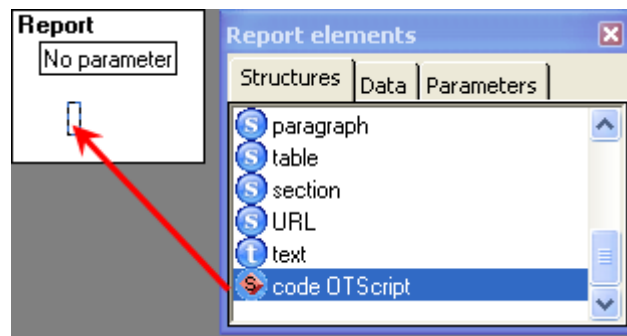 Report
No parameter
Report elements
Structures Data Parameters
S paragraph
S table
S section
S URL
t text
S code OTScript